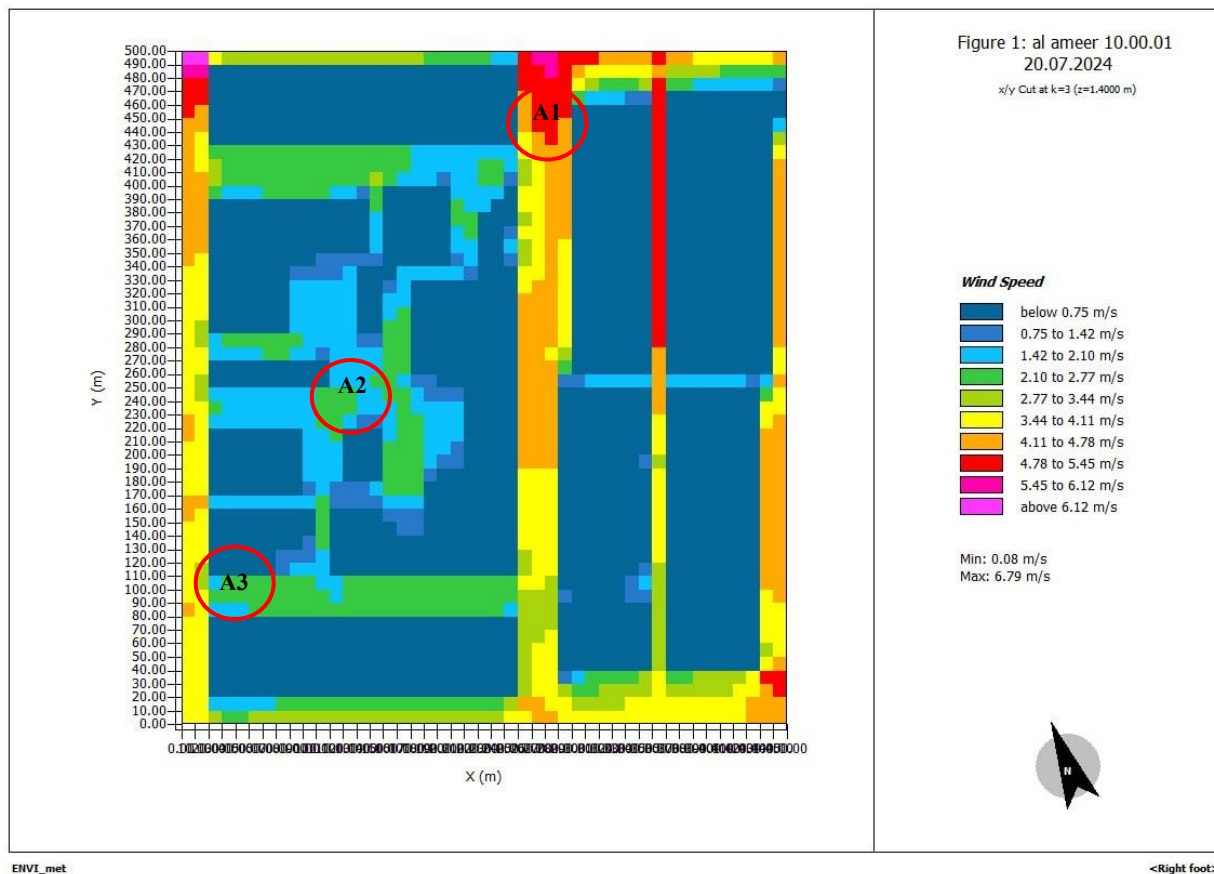 Figure 1: al ameer 10.00.01
20.07.2024
x/y Cut at k=3 (z=1.4000 m)
500.00
490.00
480.00
470.00
460.00
450.00
440.00
430.00
420.00
410.00
400.00
390.00
380.00
370.00
360.00
350.00
340.00
330.00
320.00
310.00
300.00
290.00
280.00
270.00
260.00
250.00
240.00
230.00
220.00
210.00
200.00
190.00
180.00
170.00
160.00
150.00
140.00
130.00
120.00
110.00
100.00
90.00
80.00
70.00
60.00
50.00
40.00
30.00
20.00
10.00
0.00
Y (m)
A1
A2
A3
X (m)
Wind Speed
below 0.75 m/s
0.75 to 1.42 m/s
1.42 to 2.10 m/s
2.10 to 2.77 m/s
2.77 to 3.44 m/s
3.44 to 4.11 m/s
4.11 to 4.78 m/s
4.78 to 5.45 m/s
5.45 to 6.12 m/s
above 6.12 m/s
Min: 0.08 m/s
Max: 6.79 m/s
N
ENVI_met
<Right foot>